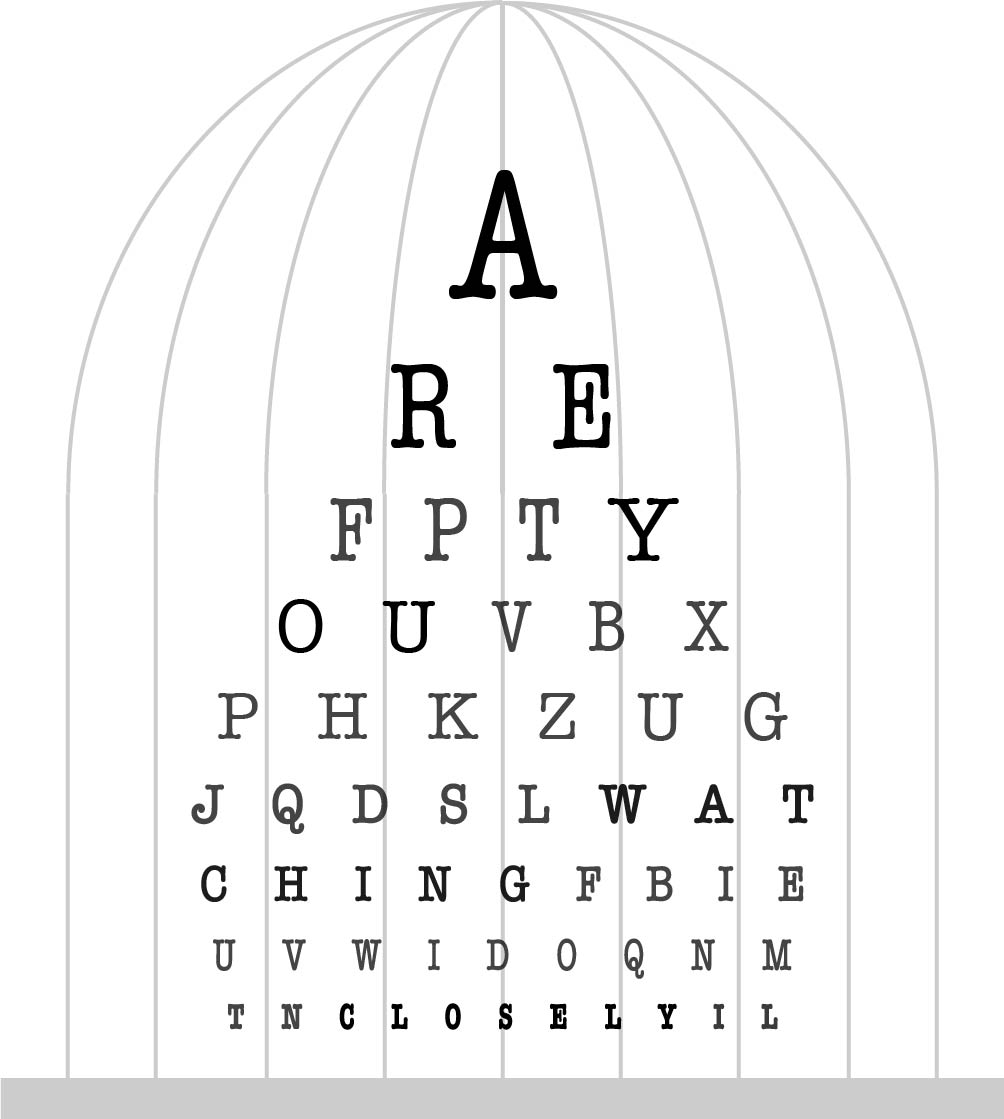 A
R E
F P T Y
O U V B X
P H K Z U G
J Q D S L W A T
C H I N G F B I E
U V W I D O Q N M
T N C L O S E L Y I L